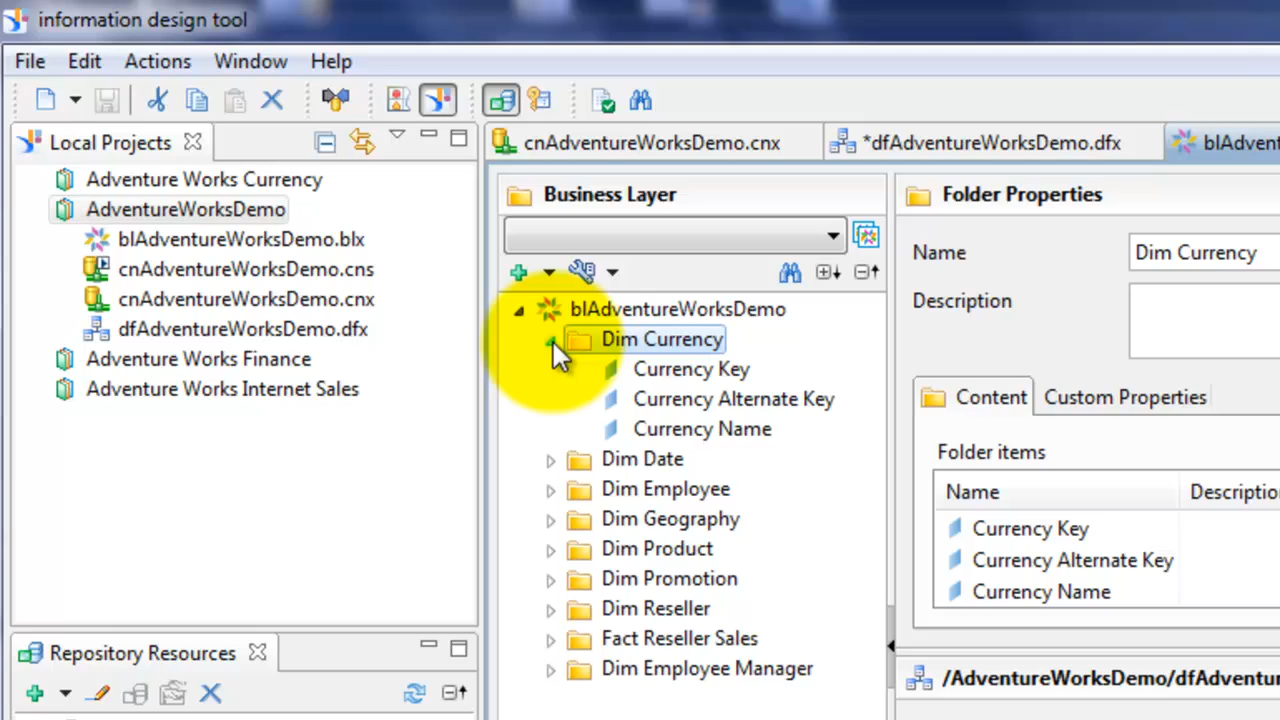 information design tool
File Edit Actions Window Help
Local Projects
Adventure Works Currency
AdventureWorksDemo
blAdventureWorksDemo.blx
cnAdventureWorksDemo.cns
cnAdventureWorksDemo.cnx
dfAdventureWorksDemo.dfx
Adventure Works Finance
Adventure Works Internet Sales
Repository Resources
cnAdventureWorksDemo.cnx *dfAdventureWorksDemo.dfx blAdvent
Business Layer
blAdventureWorksDemo
Dim Currency
Currency Key
Currency Alternate Key
Currency Name
Dim Date
Dim Employee
Dim Geography
Dim Product
Dim Promotion
Dim Reseller
Fact Reseller Sales
Dim Employee Manager
Folder Properties
Name Dim Currency
Description
Content Custom Properties
Folder items
Name Descriptio
Currency Key
Currency Alternate Key
Currency Name
/AdventureWorksDemo/dfAdventur